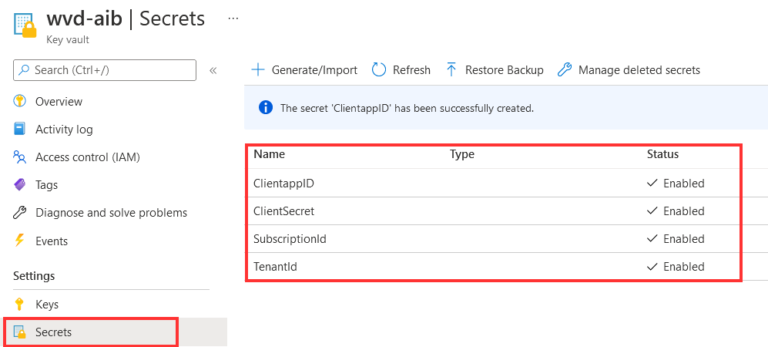 wvd-aib | Secrets ...
Key vault
Search (Ctrl+/) «
Overview
Activity log
Access control (IAM)
Tags
Diagnose and solve problems
Events
Settings
Keys
Secrets
Generate/Import Refresh Restore Backup Manage deleted secrets
The secret 'ClientappID' has been successfully created.
Name Type Status
ClientappID Enabled
ClientSecret Enabled
SubscriptionId Enabled
TenantId Enabled